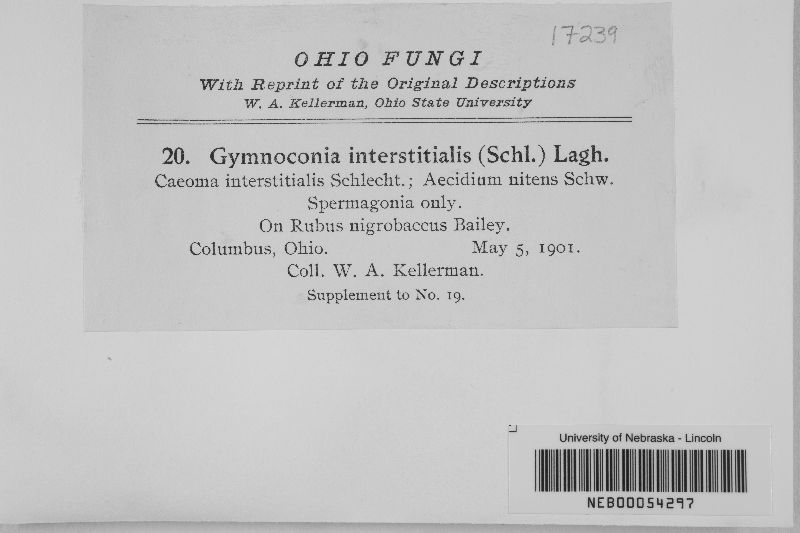 17239
OHIO FUNGI
With Reprint of the Original Descriptions
W. A. Kellerman, Ohio State University
20. Gymnoconia interstitialis (Schl.) Lagh.
Caeoma interstitialis Schlecht.; Aecidium nitens Schw.
Spermagonia only.
On Rubus nigrobaccus Bailey.
Columbus, Ohio. May 5, 1901.
Coll. W. A. Kellerman.
Supplement to No. 19.
University of Nebraska - Lincoln
NEB00054297